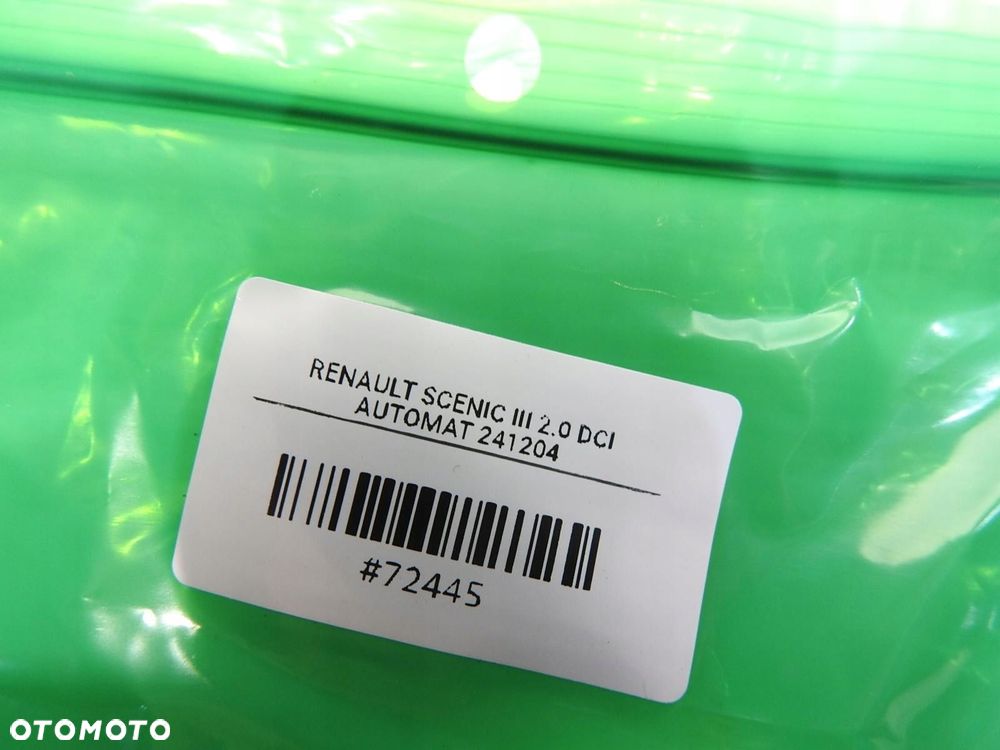 RENAULT SCENIC III 2.0 DCI
AUTOMAT 241204
#72445
OTOMOTO